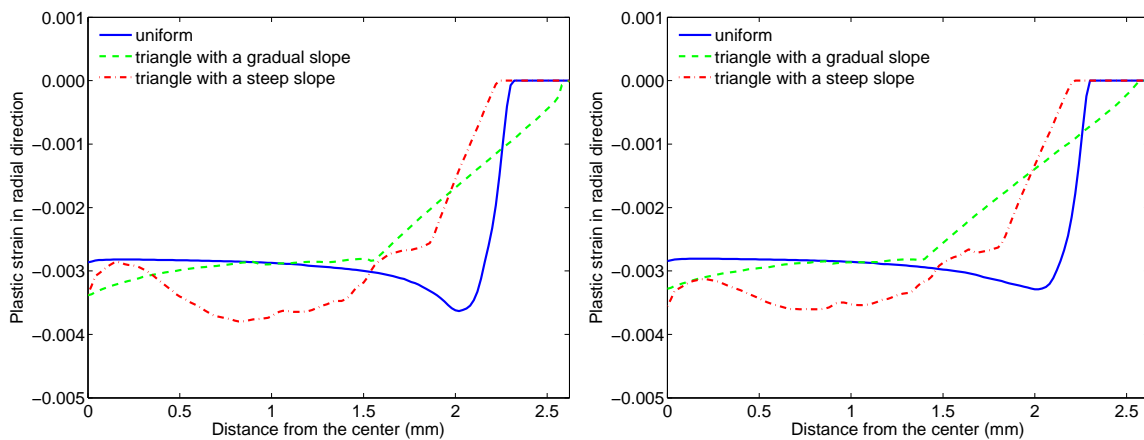 0.001
0.000
−0.001
−0.002
−0.003
−0.004
−0.005
Plastic strain in radial direction
uniform
triangle with a gradual slope
triangle with a steep slope
0 0.5 1 1.5 2 2.5
Distance from the center (mm)
0.001
0.000
−0.001
−0.002
−0.003
−0.004
−0.005
Plastic strain in radial direction
uniform
triangle with a gradual slope
triangle with a steep slope
0 0.5 1 1.5 2 2.5
Distance from the center (mm)